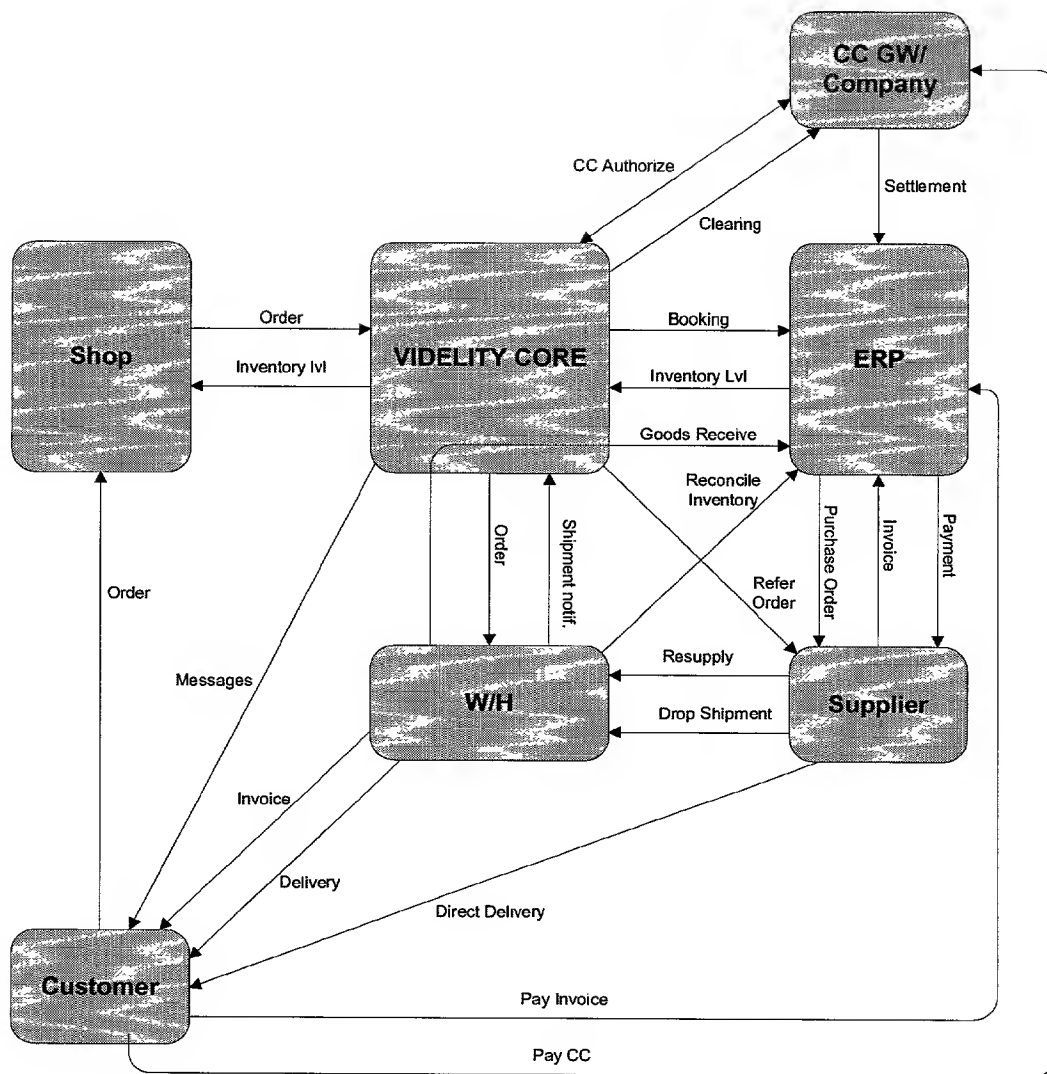 CC GW/
Company
CC Authorize
Settlement
Clearing
Order
Booking
Shop
VIDELITY CORE
ERP
Inventory lvl
Inventory Lvl
Goods Receive
Reconcile
Inventory
Order
Shipment notif.
Purchase Order
Invoice
Payment
Order
Refer
Order
Resupply
Messages
W/H
Supplier
Drop Shipment
Invoice
Delivery
Direct Delivery
Customer
Pay Invoice
Pay CC